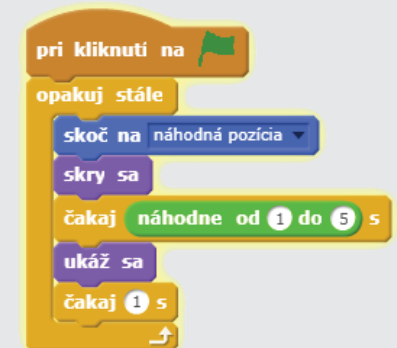 pri kliknutí na
opakuj stále
skoč na náhodná pozícia
skry sa
čakaj náhodne od 1 do 5 s
ukáž sa
čakaj 1 s